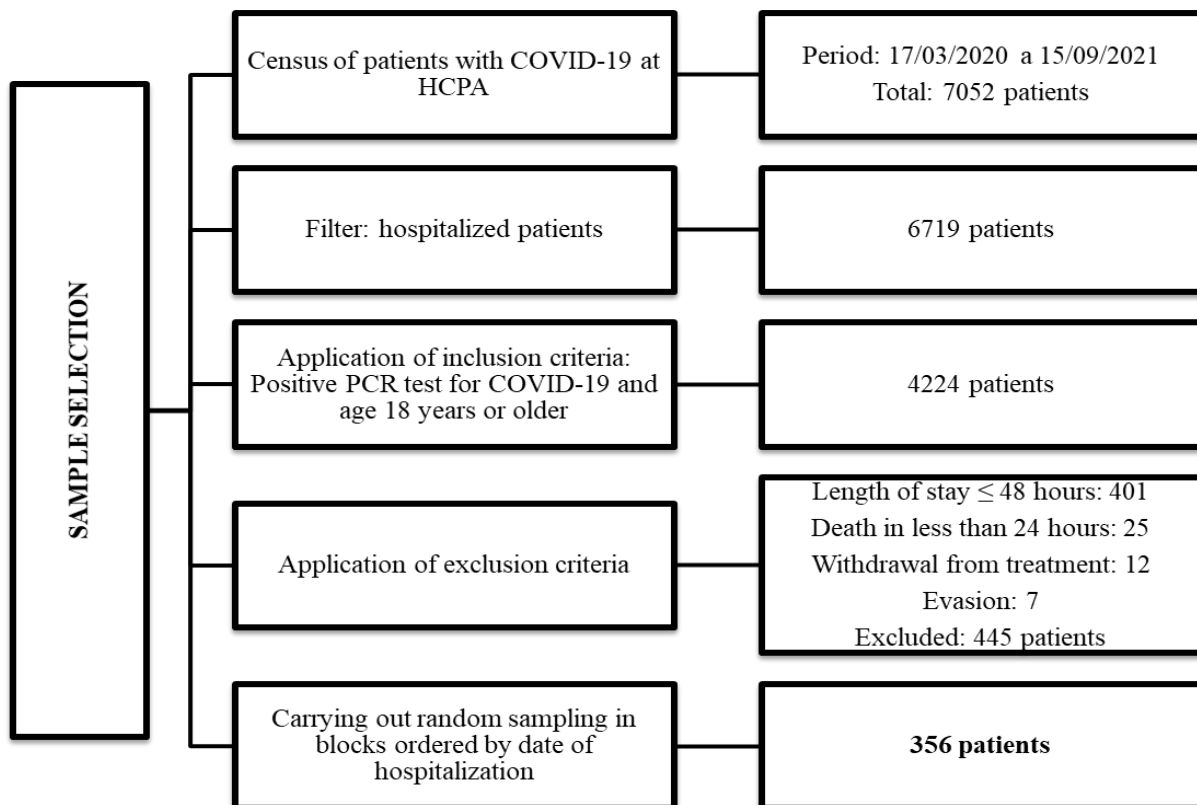 SAMPLE SELECTION
Census of patients with COVID-19 at
HCPA
Period: 17/03/2020 a 15/09/2021
Total: 7052 patients
Filter: hospitalized patients
6719 patients
Application of inclusion criteria:
Positive PCR test for COVID-19 and
age 18 years or older
4224 patients
Application of exclusion criteria
Length of stay ≤ 48 hours: 401
Death in less than 24 hours: 25
Withdrawal from treatment: 12
Evasion: 7
Excluded: 445 patients
Carrying out random sampling in
blocks ordered by date of
hospitalization
356 patients